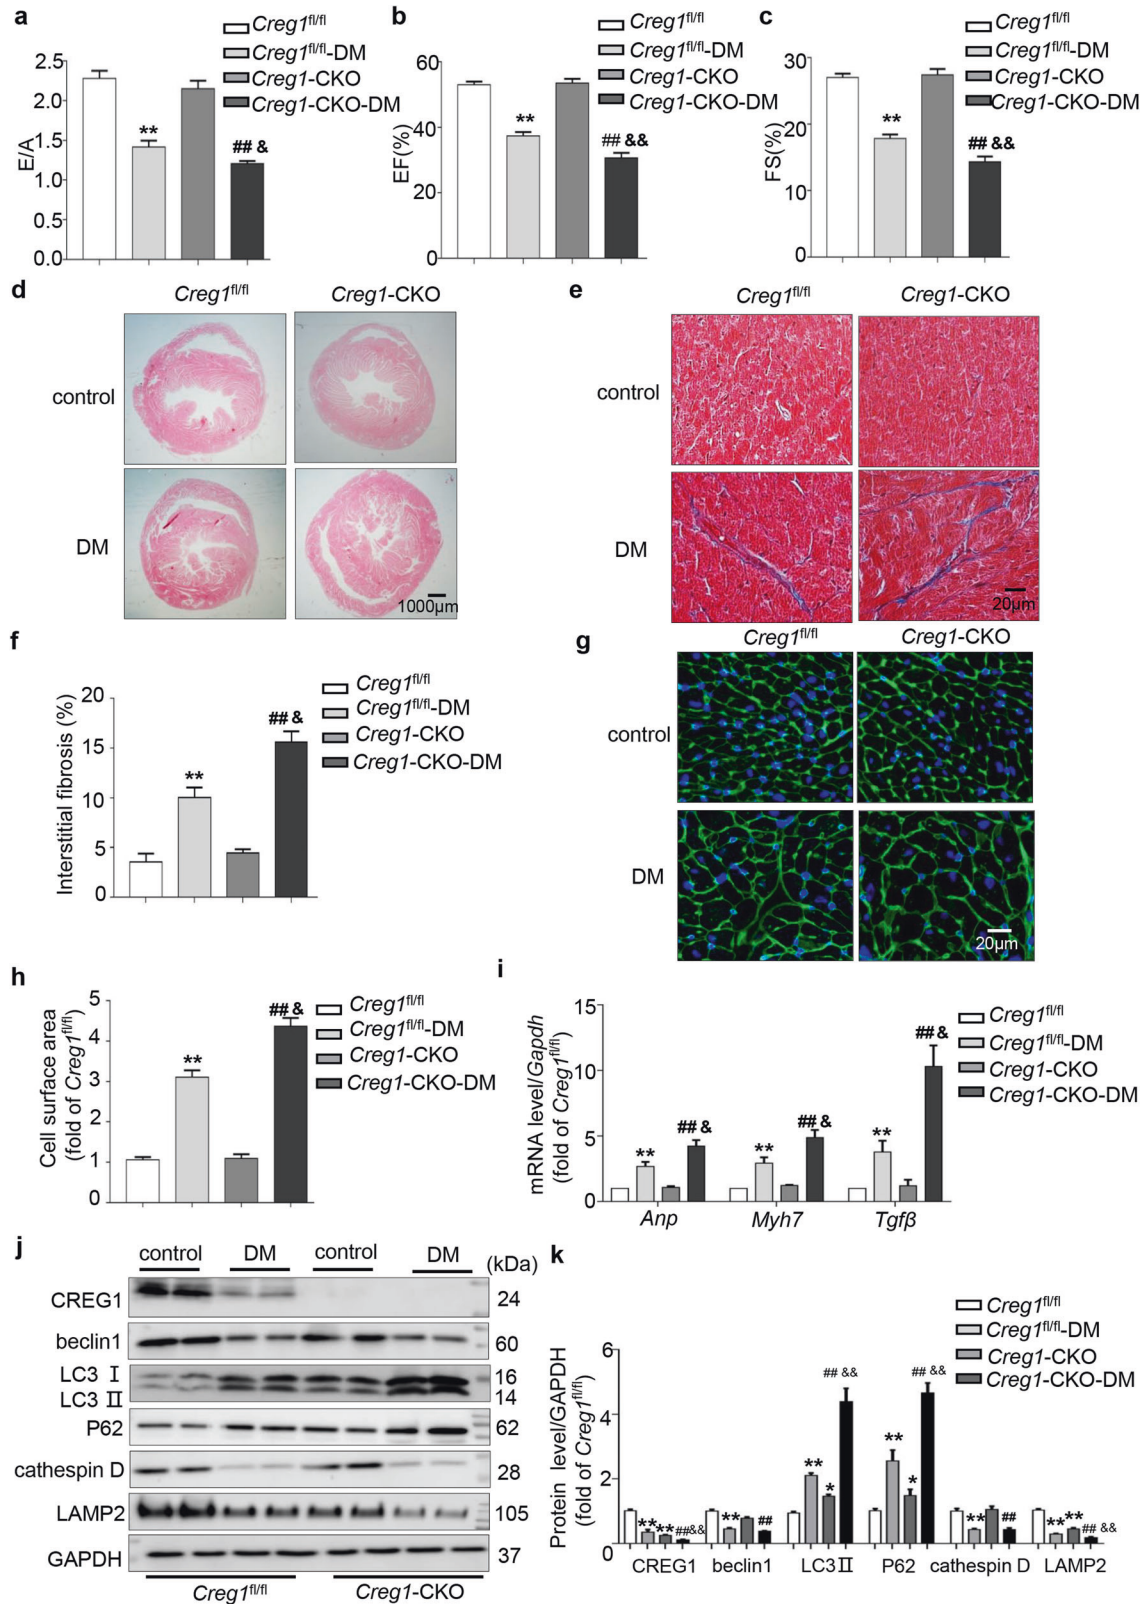 a
Creg1fl/fl
Creg1fl/fl-DM
Creg1-CKO
Creg1-CKO-DM
2.5
2.0
1.5
1.0
0.5
0.0
E/A
**
## &
b
Creg1fl/fl
Creg1fl/fl-DM
Creg1-CKO
Creg1-CKO-DM
60
40
20
0
EF(%)
**
## &&
c
Creg1fl/fl
Creg1fl/fl-DM
Creg1-CKO
Creg1-CKO-DM
30
20
10
0
FS(%)
**
## &&
d
Creg1fl/fl
Creg1-CKO
control
DM
1000μm
e
Creg1fl/fl
Creg1-CKO
control
DM
20μm
f
Creg1fl/fl
Creg1fl/fl-DM
Creg1-CKO
Creg1-CKO-DM
20
15
10
5
0
Interstitial fibrosis (%)
**
## &
g
Creg1fl/fl
Creg1-CKO
control
DM
20μm
h
Creg1fl/fl
Creg1fl/fl-DM
Creg1-CKO
Creg1-CKO-DM
5
4
3
2
1
0
Cell surface area
(fold of Creg1fl/fl)
**
## &
i
Creg1fl/fl
Creg1fl/fl-DM
Creg1-CKO
Creg1-CKO-DM
15
10
5
0
mRNA level/Gapdh
(fold of Creg1fl/fl)
**
## &
**
## &
**
## &
Anp
Myh7
Tgfβ
j
control
DM
control
DM
(kDa)
CREG1
24
beclin1
60
LC3 Ⅰ
16
LC3 Ⅱ
14
P62
62
cathespin D
28
LAMP2
105
GAPDH
37
Creg1fl/fl
Creg1-CKO
k
Creg1fl/fl
Creg1fl/fl-DM
Creg1-CKO
Creg1-CKO-DM
6
4
2
0
Protein level/GAPDH
(fold of Creg1fl/fl)
**
**
##&&
**
##
**
*
## &&
**
*
## &&
**
##
**
**
## &&
CREG1
beclin1
LC3Ⅱ
P62
cathespin D
LAMP2